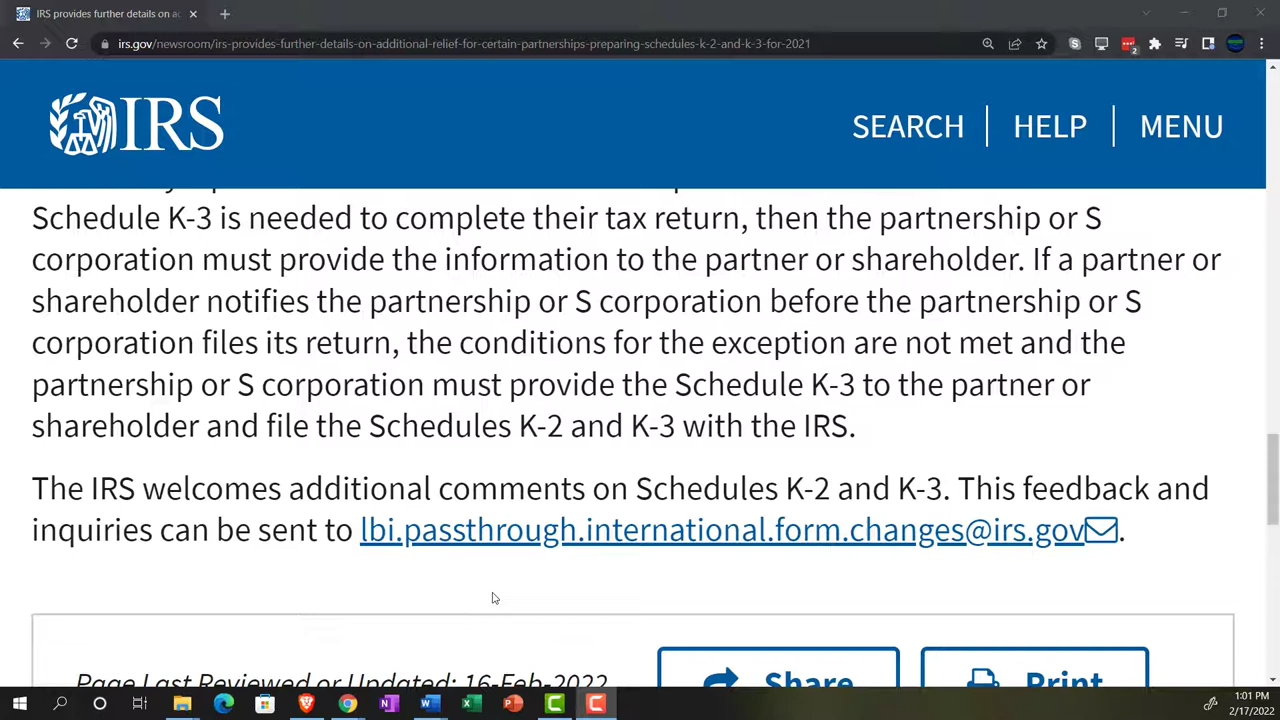 IRS provides further details on a
irs.gov/newsroom/irs-provides-further-details-on-additional-relief-for-certain-partnerships-preparing-schedules-k-2-and-k-3-for-2021
2
IRS
SEARCH
HELP
MENU
Schedule K-3 is needed to complete their tax return, then the partnership or S
corporation must provide the information to the partner or shareholder. If a partner or
shareholder notifies the partnership or S corporation before the partnership or S
corporation files its return, the conditions for the exception are not met and the
partnership or S corporation must provide the Schedule K-3 to the partner or
shareholder and file the Schedules K-2 and K-3 with the IRS.
The IRS welcomes additional comments on Schedules K-2 and K-3. This feedback and
inquiries can be sent to lbi.passthrough.international.form.changes@irs.gov.
Page Last Reviewed or Updated: 16-Feb-2022
Share
Print
1:01 PM
2/17/2022